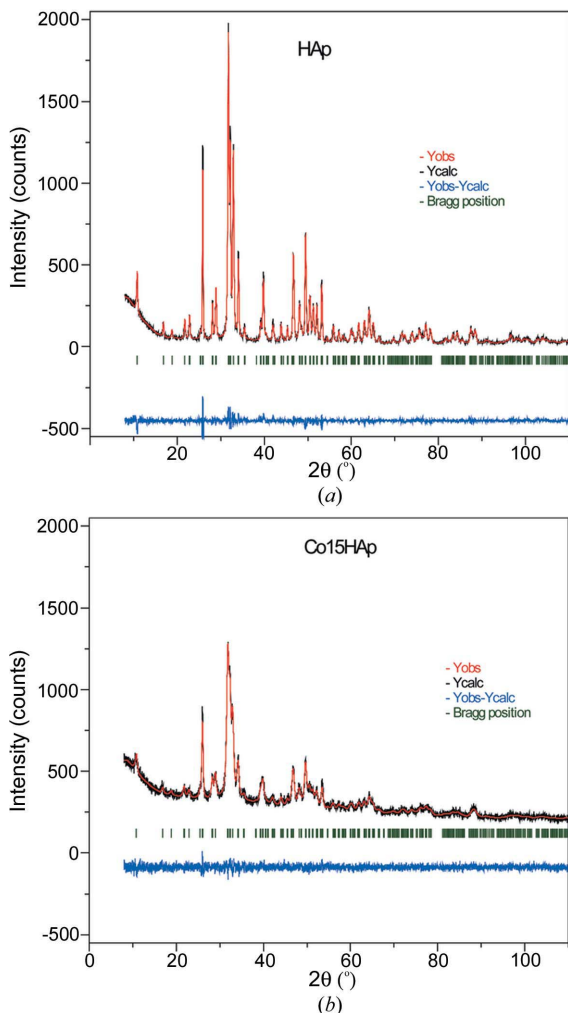 2000
HAp
1500
- Yobs
- Ycalc
- Yobs-Ycalc
- Bragg position
1000
500
0
-500
Intensity (counts)
20 40 60 80 100
2θ (°)
(a)
2000
Co15HAp
1500
- Yobs
- Ycalc
- Yobs-Ycalc
- Bragg position
1000
500
0
-500
Intensity (counts)
0 20 40 60 80 100
2θ (°)
(b)